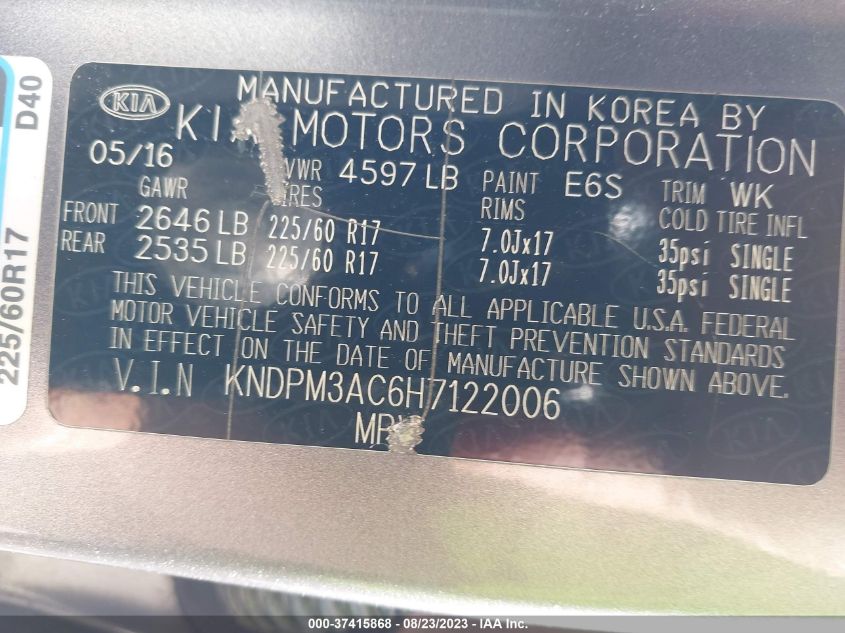 D40
225/60R17
KIA
MANUFACTURED IN KOREA BY
MOTORS CORPORATION
05/16
4597 LB
PAINT E6S
TRIM WK
GAWR
RIMS
COLD TIRE INFL
FRONT 2646 LB 225/60 R17 7.0Jx17 35psi SINGLE
REAR 2535 LB 225/60 R17 7.0Jx17 35psi SINGLE
THIS VEHICLE CONFORMS TO ALL APPLICABLE U.S.A. FEDERAL
MOTOR VEHICLE SAFETY AND THEFT PREVENTION STANDARDS
IN EFFECT ON THE DATE OF MANUFACTURE SHOWN ABOVE
V.I.N KNDPM3AC6H7122006
000-37415868 - 08/23/2023 - IAA Inc.